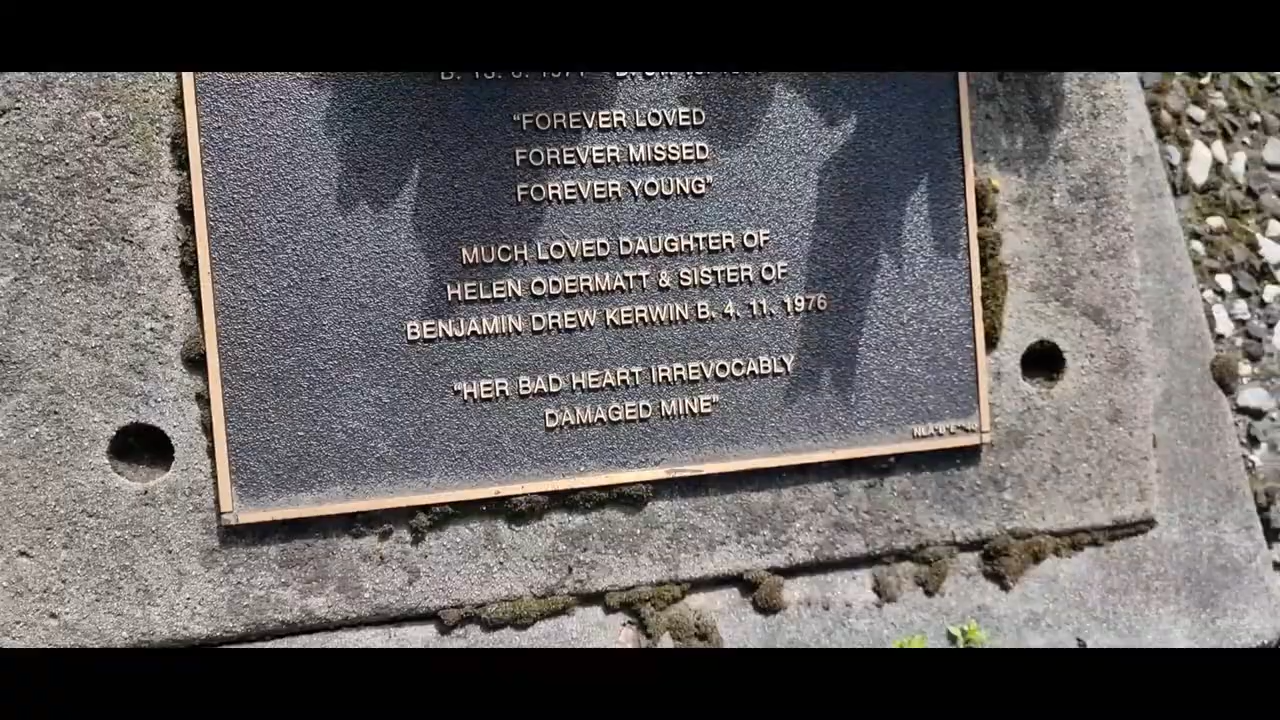 “FOREVER LOVED
FOREVER MISSED
FOREVER YOUNG”
MUCH LOVED DAUGHTER OF
HELEN ODERMATT & SISTER OF
BENJAMIN DREW KERWIN B. 4. 11. 1976
“HER BAD HEART IRREVOCABLY
DAMAGED MINE”